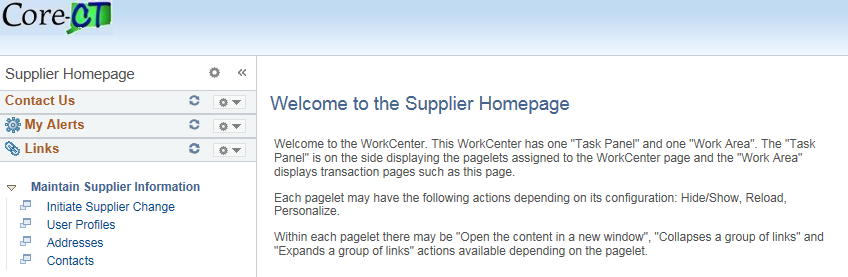 Core-CT
Supplier Homepage
Contact Us
My Alerts
Links
Maintain Supplier Information
Initiate Supplier Change
User Profiles
Addresses
Contacts
Welcome to the Supplier Homepage
Welcome to the WorkCenter. This WorkCenter has one "Task Panel" and one "Work Area". The "Task
Panel" is on the side displaying the pagelets assigned to the WorkCenter page and the "Work Area"
displays transaction pages such as this page.
Each pagelet may have the following actions depending on its configuration: Hide/Show, Reload,
Personalize.
Within each pagelet there may be "Open the content in a new window", "Collapses a group of links" and
"Expands a group of links" actions available depending on the pagelet.